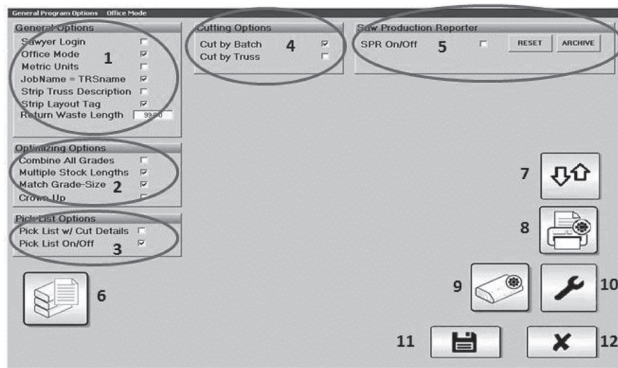 General Program Options Office Mode
General Options
Sawyer Login
Office Mode
Metric Units
JobName = TRSname
Strip Truss Description
Strip Layout Tag
Return Waste Length 99.00
1
Cutting Options
Cut by Batch
Cut by Truss
4
Saw Production Reporter
SPR On/Off
5
RESET
ARCHIVE
Optimizing Options
Combine All Grades
Multiple Stock Lengths
Match Grade-Size
Crown Up
2
Pick List Options
Pick List w/ Cut Details
Pick List On/Off
3
6
7
8
9
10
11
12